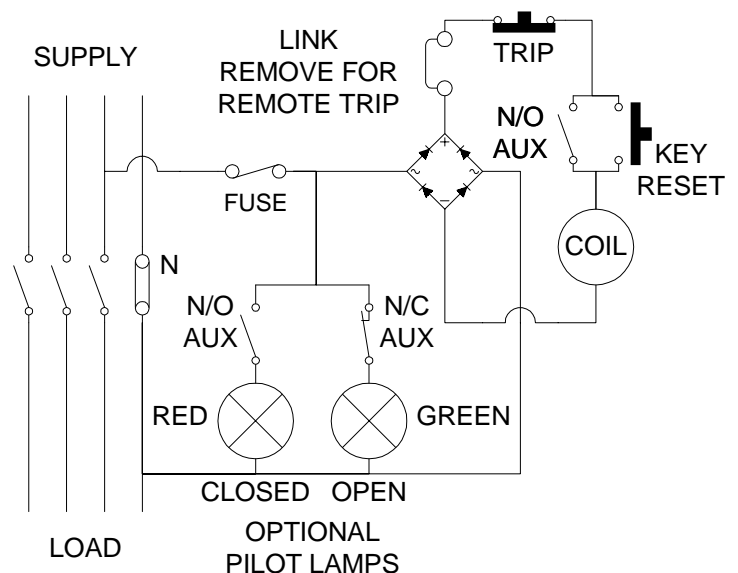 SUPPLY
LINK
REMOVE FOR
REMOTE TRIP
TRIP
N/O
AUX
KEY
RESET
+
~
~
−
FUSE
COIL
N
N/O
AUX
N/C
AUX
RED
GREEN
CLOSED
OPEN
OPTIONAL
PILOT LAMPS
LOAD